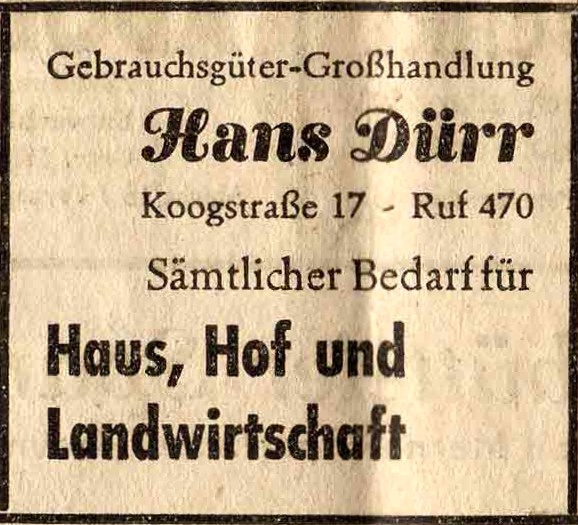 Gebrauchsgüter-Großhandlung
Hans Dürr
Koogstraße 17 - Ruf 470
Sämtlicher Bedarf für
Haus, Hof und
Landwirtschaft